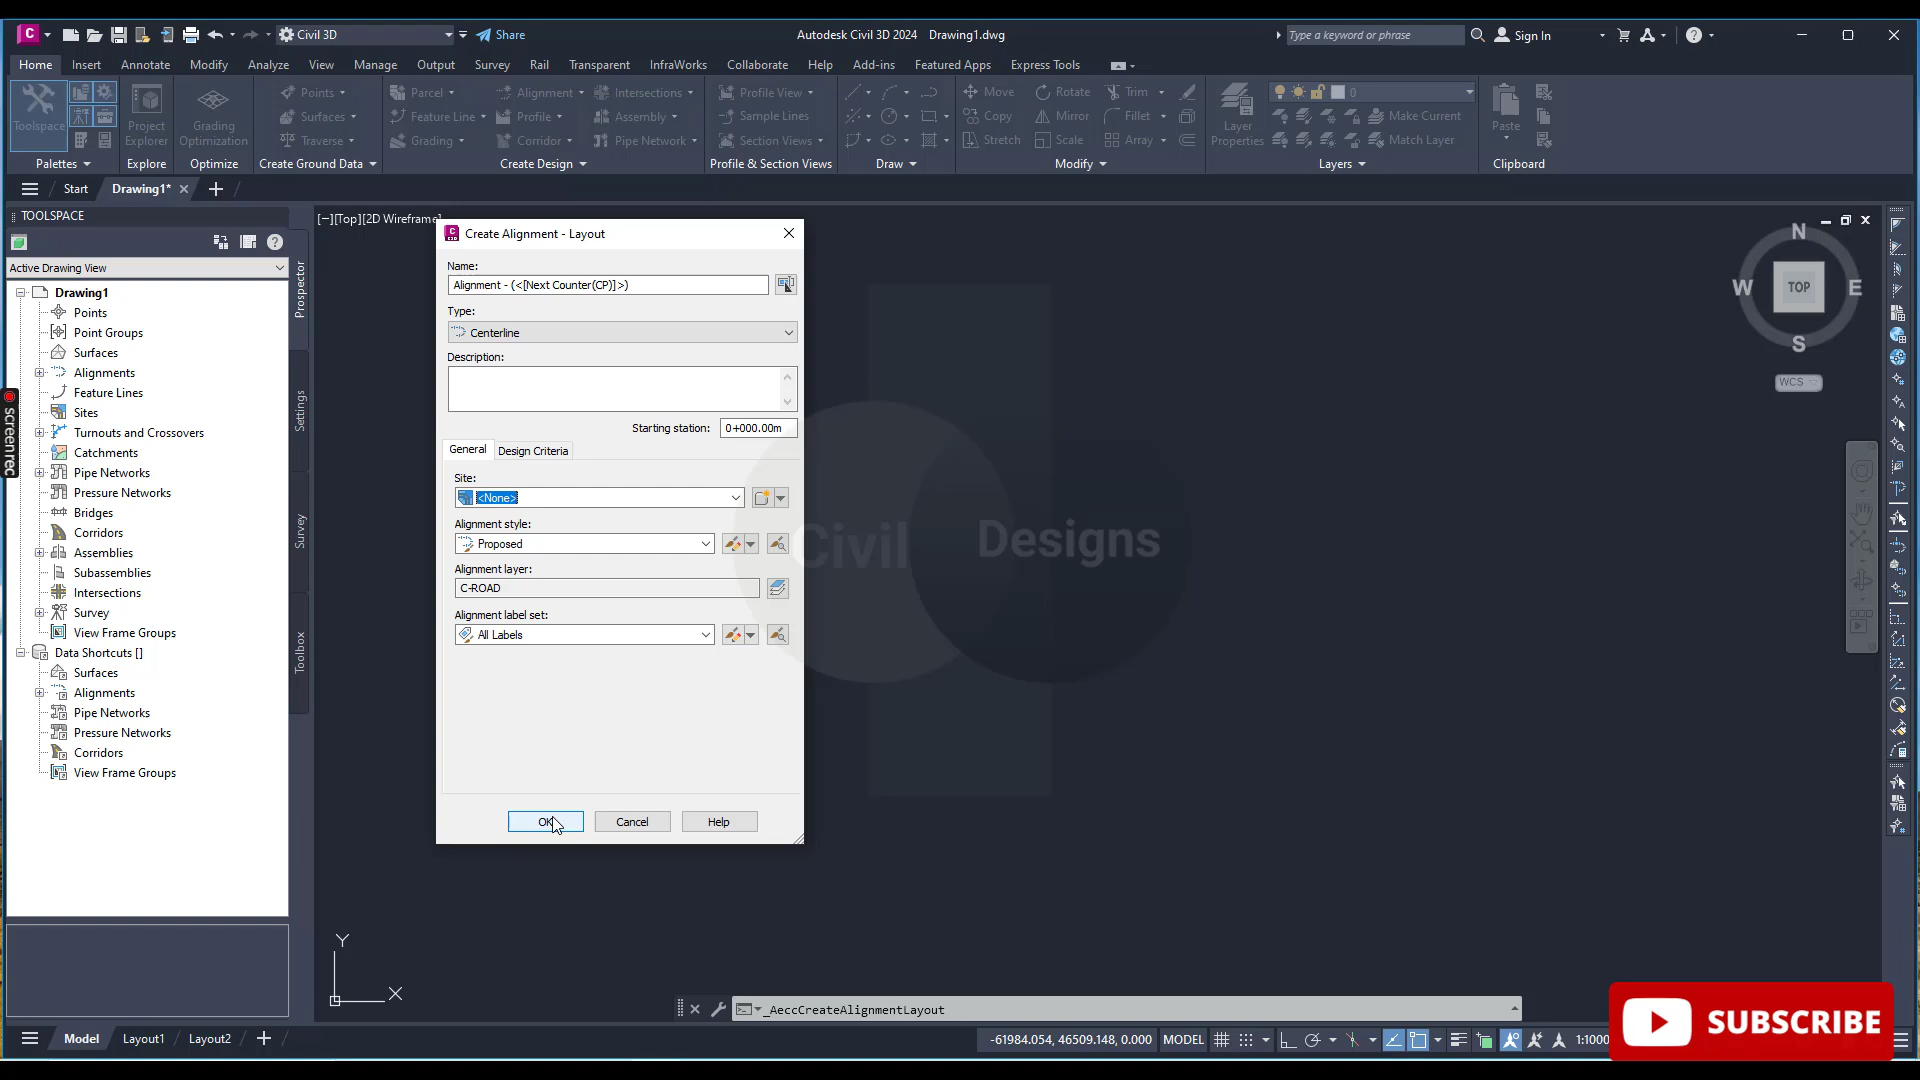 C
Civil 3D
Share
Autodesk Civil 3D 2024 Drawing1.dwg
Type a keyword or phrase
Sign In
Home Insert Annotate Modify Analyze View Manage Output Survey Rail Transparent InfraWorks Collaborate Help Add-ins Featured Apps Express Tools
Toolspace
Project Explorer
Grading Optimization
Points
Surfaces
Traverse
Parcel
Feature Line
Grading
Alignment
Profile
Corridor
Intersections
Assembly
Pipe Network
Profile View
Sample Lines
Section Views
Move
Copy
Stretch
Rotate
Mirror
Scale
Trim
Fillet
Array
Layer Properties
0
Make Current
Match Layer
Paste
Palettes Explore Optimize Create Ground Data Create Design Profile & Section Views Draw Modify Layers Clipboard
Start Drawing1*
TOOLSPACE
Active Drawing View
Drawing1
Points
Point Groups
Surfaces
Alignments
Feature Lines
Sites
Turnouts and Crossovers
Catchments
Pipe Networks
Pressure Networks
Bridges
Corridors
Assemblies
Subassemblies
Intersections
Survey
View Frame Groups
Data Shortcuts []
Surfaces
Alignments
Pipe Networks
Pressure Networks
Corridors
View Frame Groups
Prospector
Settings
Survey
Toolbox
screenrec
[−][Top][2D Wireframe]
Create Alignment - Layout
Name:
Alignment - (<[Next Counter(CP)]>)
Type:
Centerline
Description:
Starting station: 0+000.00m
General Design Criteria
Site:
<None>
Alignment style:
Proposed
Alignment layer:
C-ROAD
Alignment label set:
All Labels
OK Cancel Help
Civil Designs
N
W TOP E
S
WCS
Y
X
_AeccCreateAlignmentLayout
Model Layout1 Layout2
-61984.054, 46509.148, 0.000 MODEL
1:1000
SUBSCRIBE